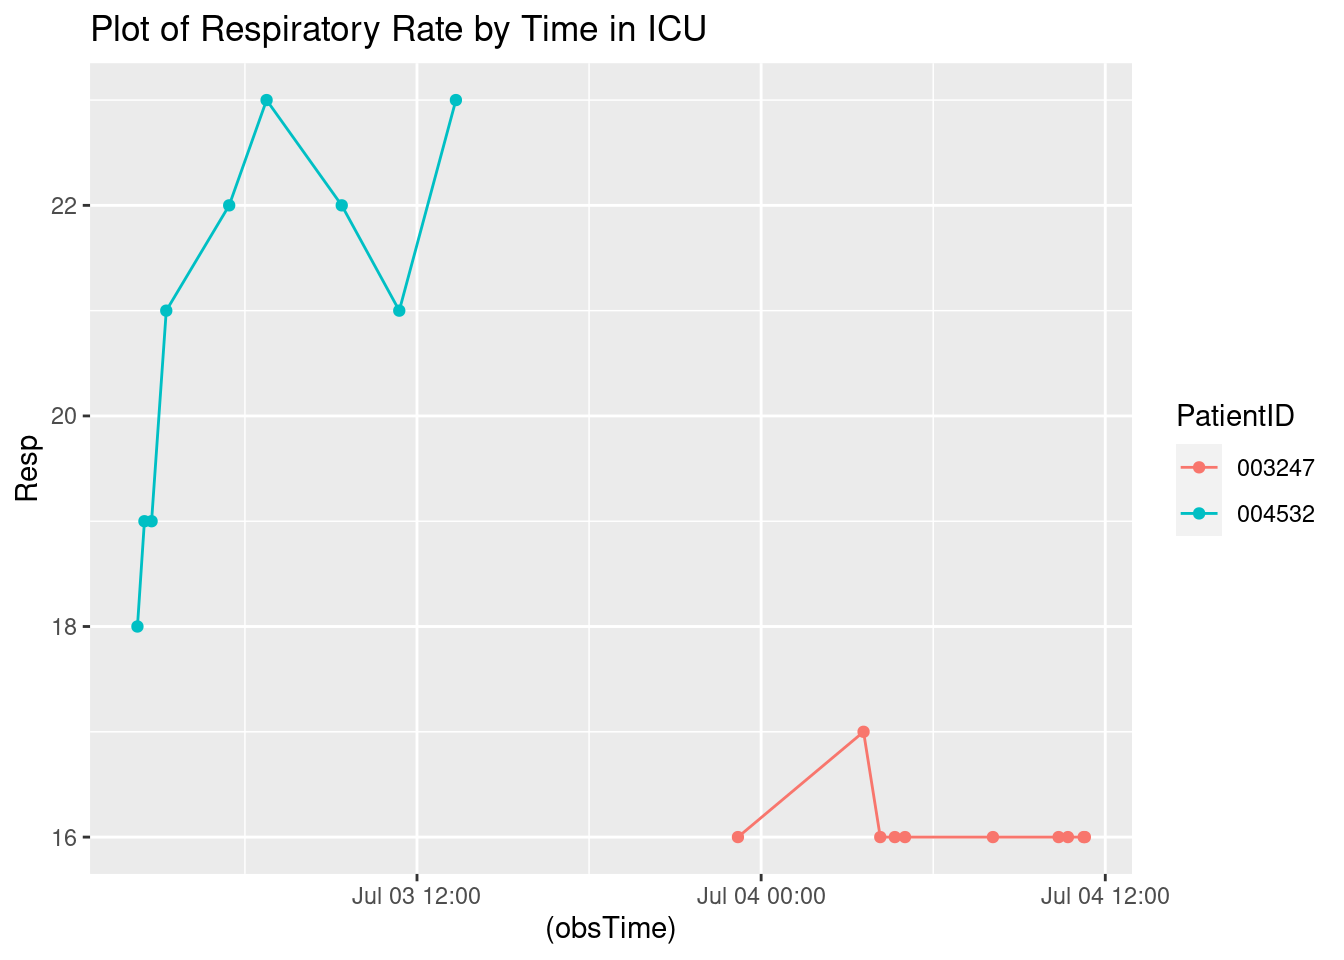 Plot of Respiratory Rate by Time in ICU
Resp
22
20
18
16
Jul 03 12:00
Jul 04 00:00
Jul 04 12:00
(obsTime)
PatientID
003247
004532